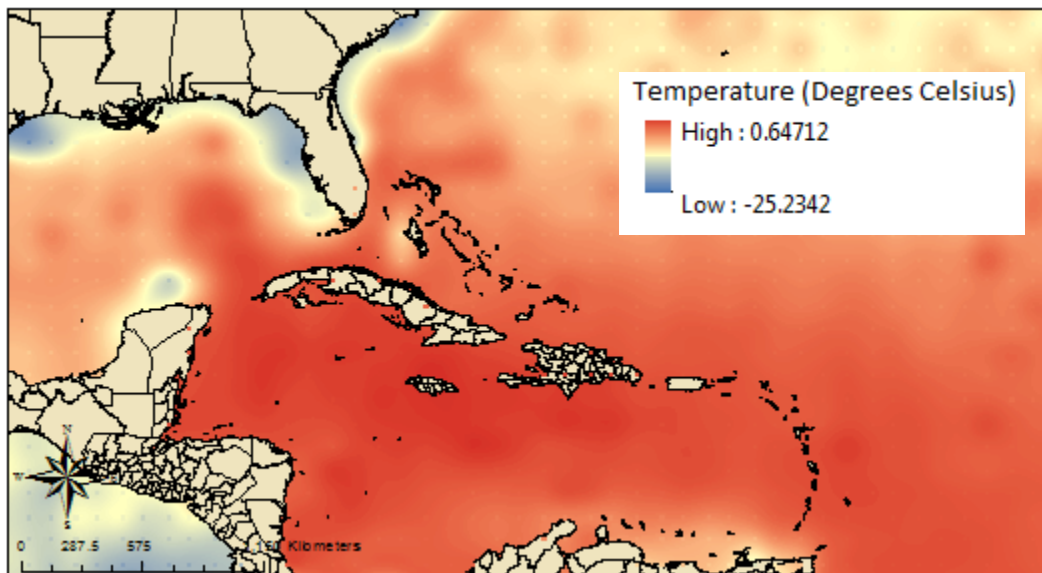 Temperature (Degrees Celsius)
High : 0.64712
Low : -25.2342
N
W
S
0 287.5 575 Kilometers